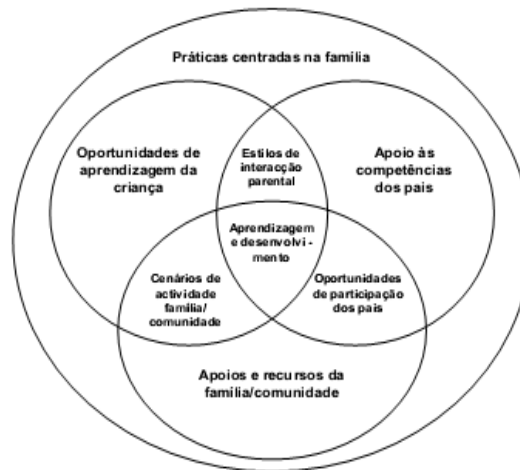 Práticas centradas na família
Oportunidades de
aprendizagem da
criança
Estilos de
interacção
parental
Apoio às
competências
dos pais
Aprendizagem
e desenvolvi -
mento
Cenários de
actividade
família/
comunidade
Oportunidades
de participação
dos pais
Apoios e recursos da
família/comunidade